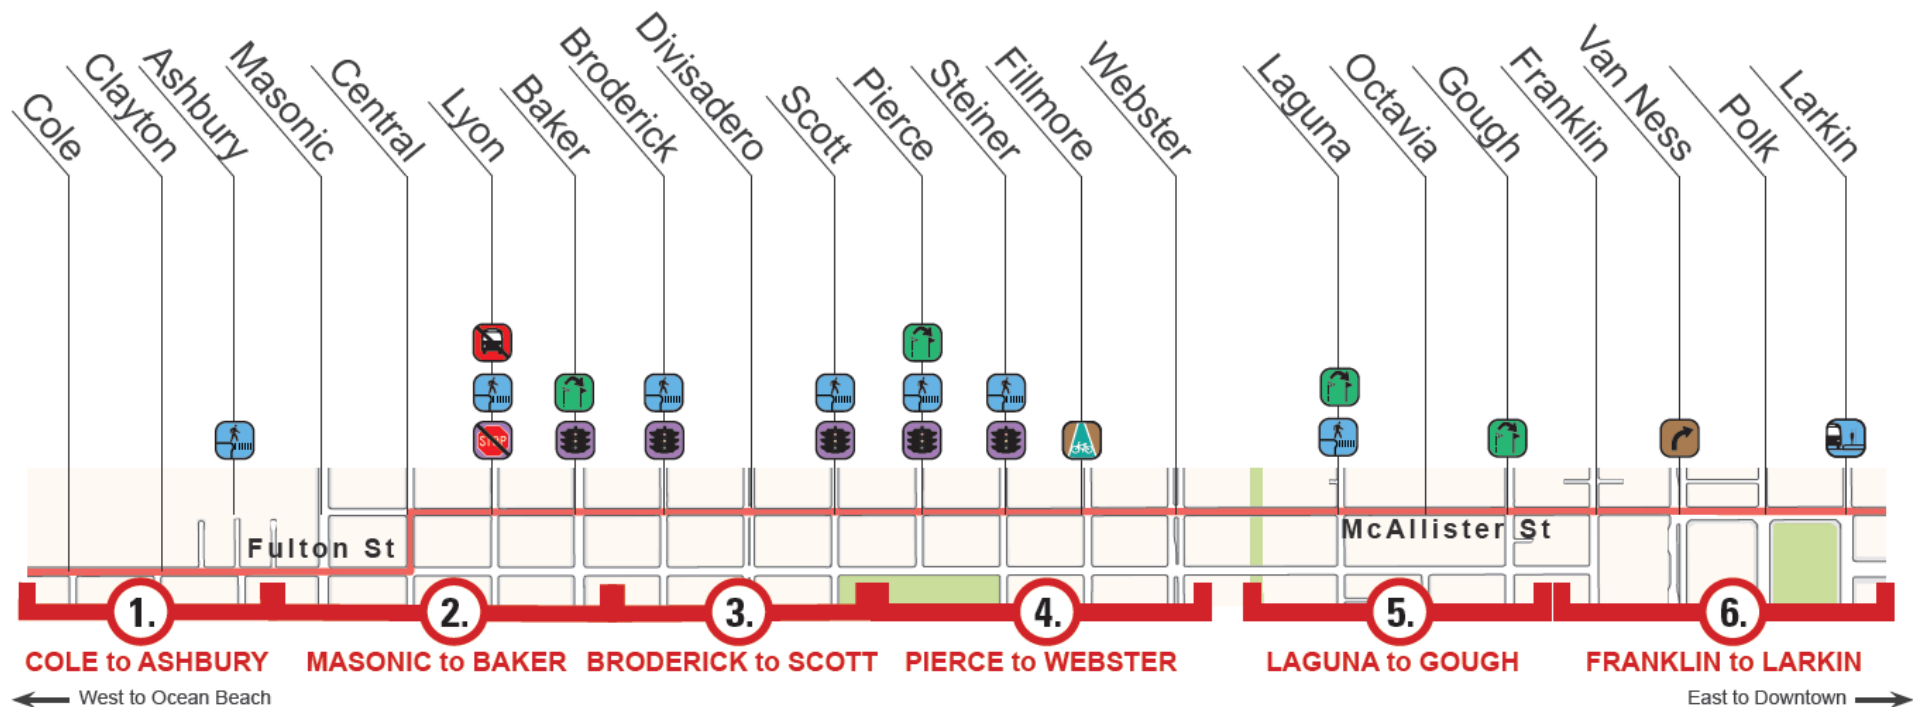 Cole
Clayton
Ashbury
Masonic
Central
Lyon
Baker
Broderick
Divisadero
Scott
Pierce
Steiner
Fillmore
Webster
Laguna
Octavia
Gough
Franklin
Van Ness
Polk
Larkin
STOP
Fulton St
McAllister St
1.
2.
3.
4.
5.
6.
COLE to ASHBURY
MASONIC to BAKER
BRODERICK to SCOTT
PIERCE to WEBSTER
LAGUNA to GOUGH
FRANKLIN to LARKIN
West to Ocean Beach
East to Downtown